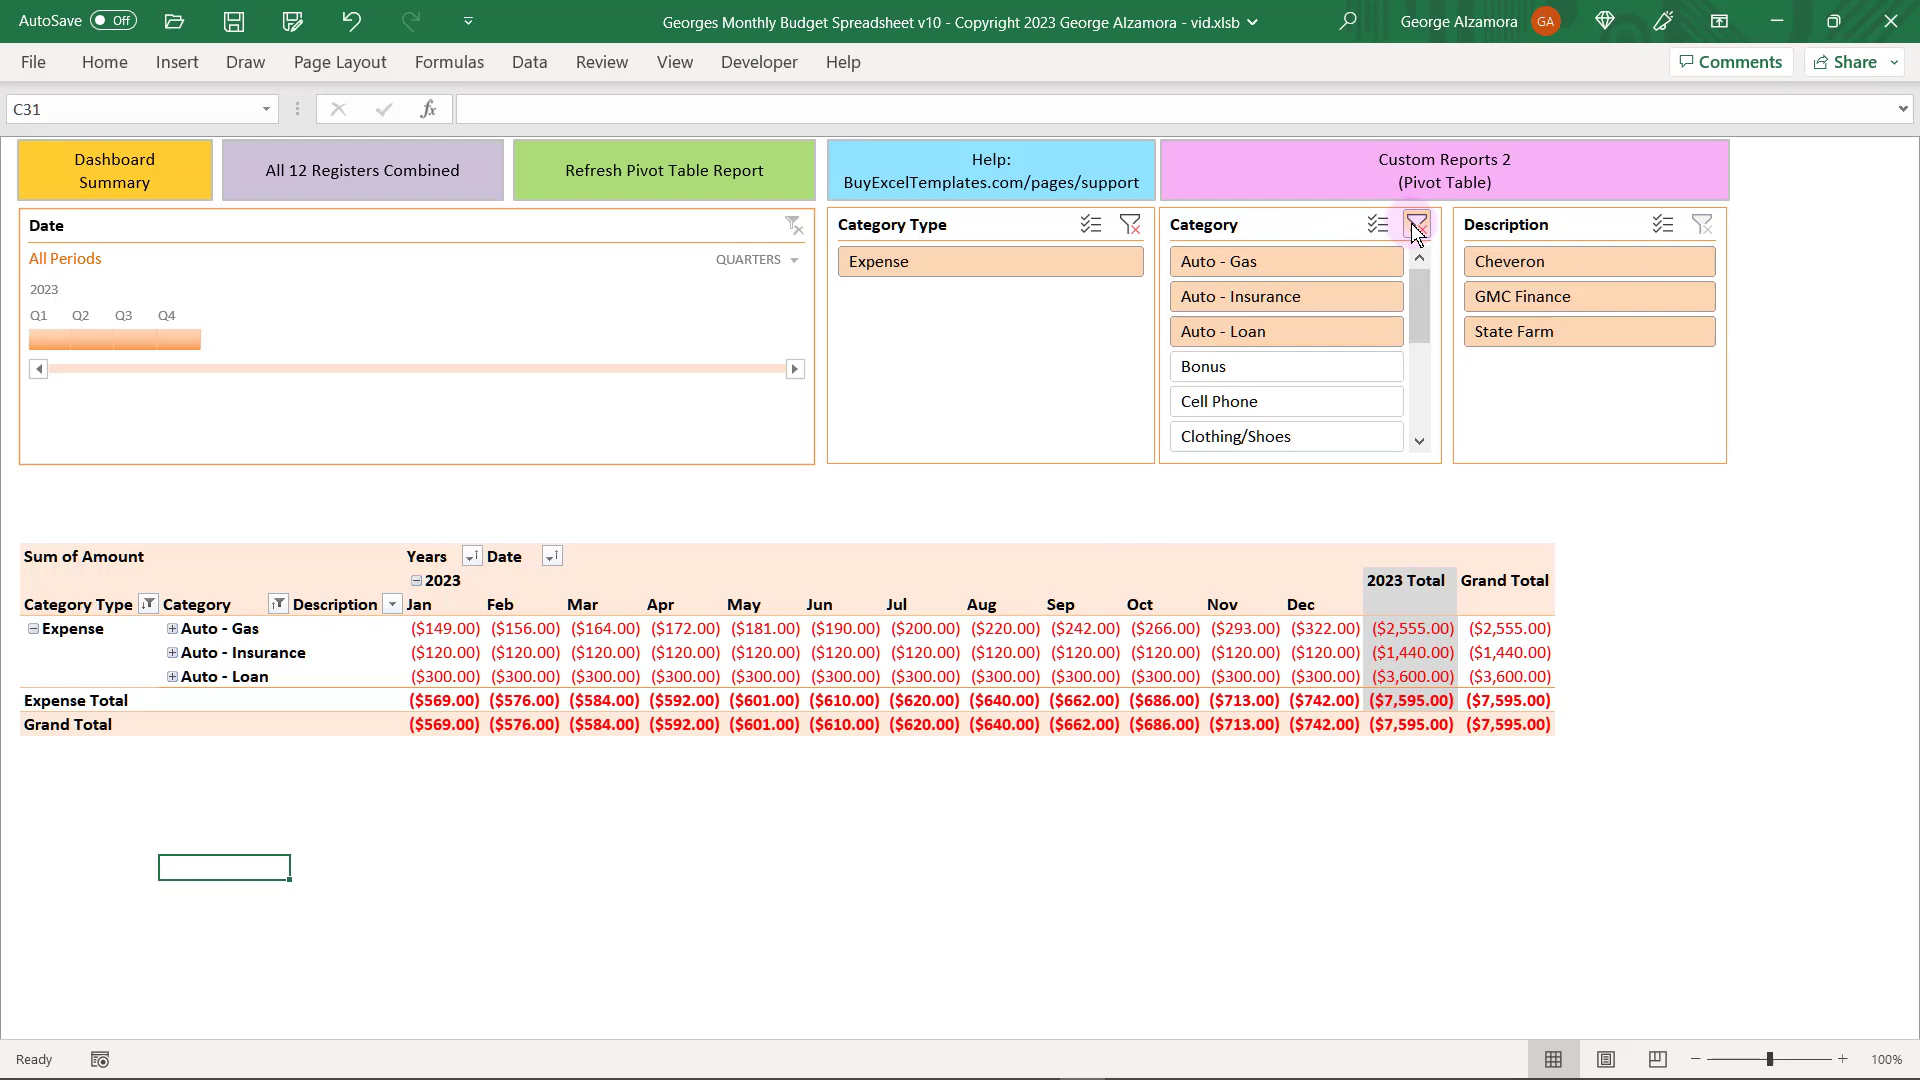 AutoSave Off Georges Monthly Budget Spreadsheet v10 - Copyright 2023 George Alzamora - vid.xlsb George Alzamora GA
File Home Insert Draw Page Layout Formulas Data Review View Developer Help Comments Share
C31 fx
Dashboard
Summary
All 12 Registers Combined
Refresh Pivot Table Report
Help:
BuyExcelTemplates.com/pages/support
Custom Reports 2
(Pivot Table)
Date
All Periods QUARTERS
2023
Q1 Q2 Q3 Q4
Category Type
Expense
Category
Auto - Gas
Auto - Insurance
Auto - Loan
Bonus
Cell Phone
Clothing/Shoes
Description
Cheveron
GMC Finance
State Farm
Sum of Amount Years Date
2023 2023 Total Grand Total
Category Type Category Description Jan Feb Mar Apr May Jun Jul Aug Sep Oct Nov Dec
Expense Auto - Gas ($149.00) ($156.00) ($164.00) ($172.00) ($181.00) ($190.00) ($200.00) ($220.00) ($242.00) ($266.00) ($293.00) ($322.00) ($2,555.00) ($2,555.00)
Auto - Insurance ($120.00) ($120.00) ($120.00) ($120.00) ($120.00) ($120.00) ($120.00) ($120.00) ($120.00) ($120.00) ($120.00) ($120.00) ($1,440.00) ($1,440.00)
Auto - Loan ($300.00) ($300.00) ($300.00) ($300.00) ($300.00) ($300.00) ($300.00) ($300.00) ($300.00) ($300.00) ($300.00) ($300.00) ($3,600.00) ($3,600.00)
Expense Total ($569.00) ($576.00) ($584.00) ($592.00) ($601.00) ($610.00) ($620.00) ($640.00) ($662.00) ($686.00) ($713.00) ($742.00) ($7,595.00) ($7,595.00)
Grand Total ($569.00) ($576.00) ($584.00) ($592.00) ($601.00) ($610.00) ($620.00) ($640.00) ($662.00) ($686.00) ($713.00) ($742.00) ($7,595.00) ($7,595.00)
Ready 100%